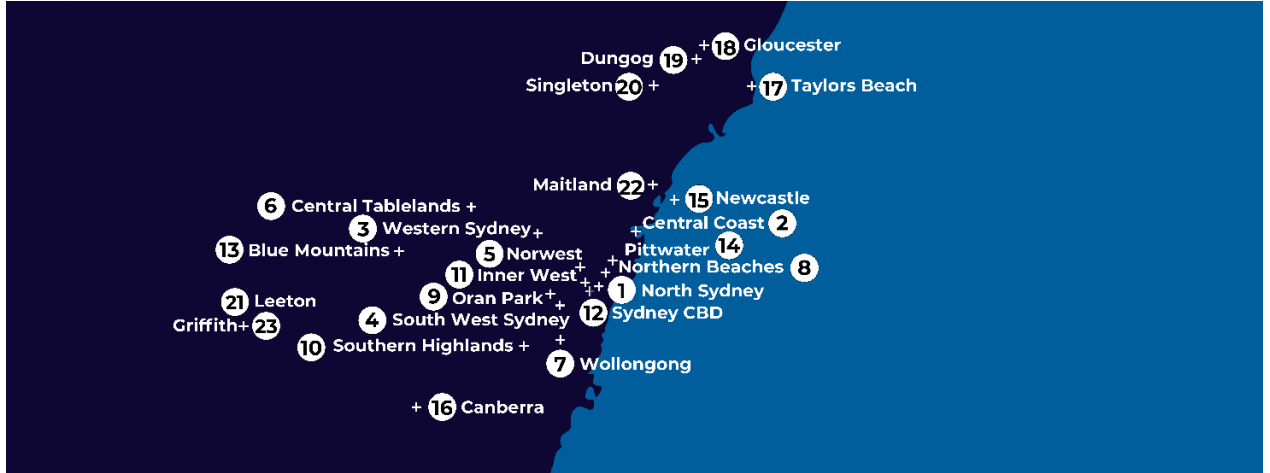 18 Gloucester
Dungog 19
Singleton 20
17 Taylors Beach
Maitland 22
15 Newcastle
6 Central Tablelands
Central Coast 2
3 Western Sydney
Pittwater 14
13 Blue Mountains
5 Norwest
Northern Beaches 8
11 Inner West
1 North Sydney
9 Oran Park
21 Leeton
12 Sydney CBD
4 South West Sydney
Griffith 23
10 Southern Highlands
7 Wollongong
16 Canberra